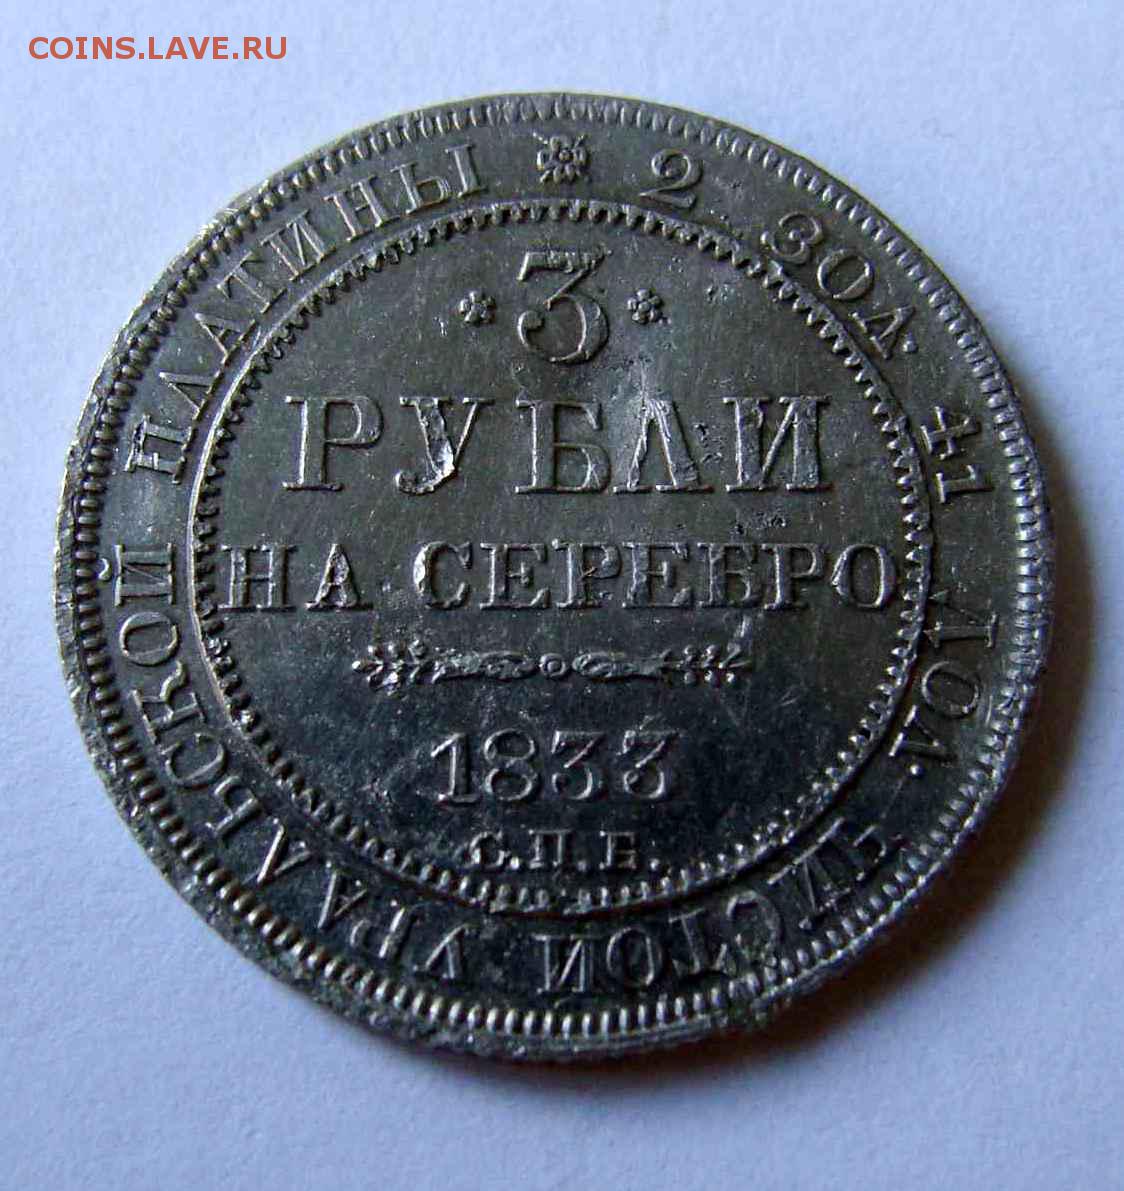 COINS.LAVE.RU
2 ЗОЛ. 41 ДОЛ. ЧИСТОЙ УРАЛЬСКОЙ ПЛАТИНЫ
3
РУБЛИ
НА СЕРЕБРО
1833
С.П.Б.